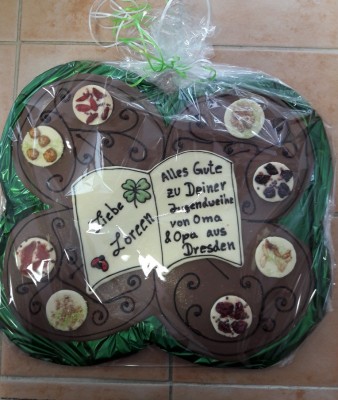 Liebe
Loreen
Alles Gute
zu Deiner
Jugendweihe
von Oma
& Opa aus
Dresden